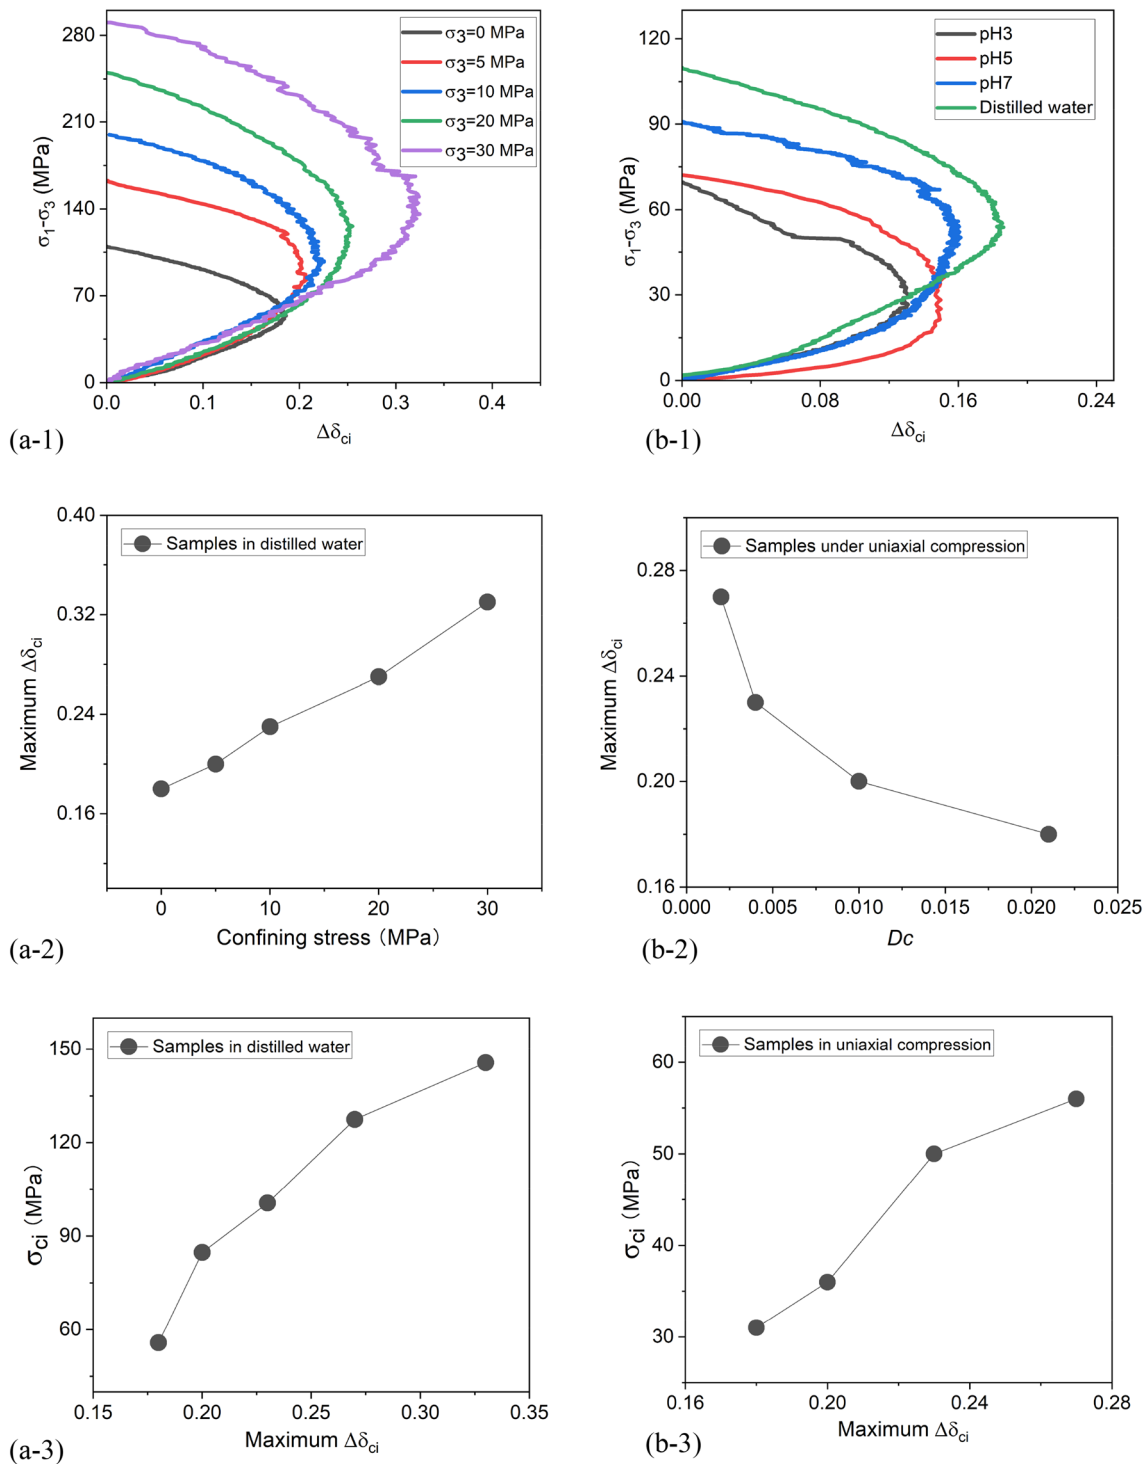 σ₁-σ₃ (MPa)
280
210
140
70
0
0.0 0.1 0.2 0.3 0.4
Δδci
σ3=0 MPa
σ3=5 MPa
σ3=10 MPa
σ3=20 MPa
σ3=30 MPa
(a-1)
σ₁-σ₃ (MPa)
120
90
60
30
0
0.00 0.08 0.16 0.24
Δδci
pH3
pH5
pH7
Distilled water
(b-1)
Maximum Δδci
0.40
0.32
0.24
0.16
0 10 20 30
Confining stress (MPa)
Samples in distilled water
(a-2)
Maximum Δδci
0.28
0.24
0.20
0.16
0.000 0.005 0.010 0.015 0.020 0.025
Dc
Samples under uniaxial compression
(b-2)
σci (MPa)
150
120
90
60
0.15 0.20 0.25 0.30 0.35
Maximum Δδci
Samples in distilled water
(a-3)
σci (MPa)
60
50
40
30
0.16 0.20 0.24 0.28
Maximum Δδci
Samples in uniaxial compression
(b-3)